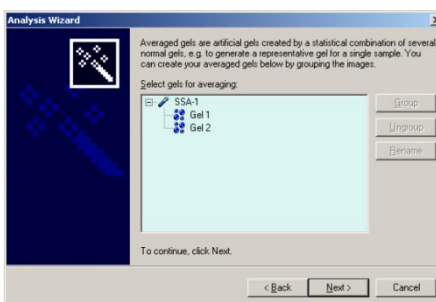 Analysis Wizard
Averaged gels are artificial gels created by a statistical combination of several
normal gels, e.g. to generate a representative gel for a single sample. You
can create your averaged gels below by grouping the images.
Select gels for averaging:
SSA-1
Gel 1
Gel 2
Group
Ungroup
Rename
To continue, click Next.
< Back
Next >
Cancel